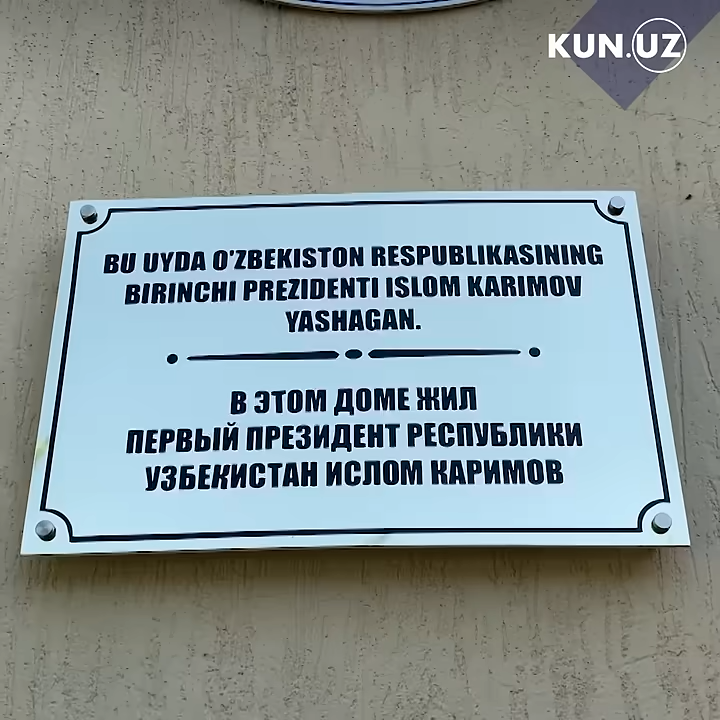 KUN.UZ
BU UYDA O'ZBEKISTON RESPUBLIKASINING
BIRINCHI PREZIDENTI ISLOM KARIMOV
YASHAGAN.
В ЭТОМ ДОМЕ ЖИЛ
ПЕРВЫЙ ПРЕЗИДЕНТ РЕСПУБЛИКИ
УЗБЕКИСТАН ИСЛОМ КАРИМОВ